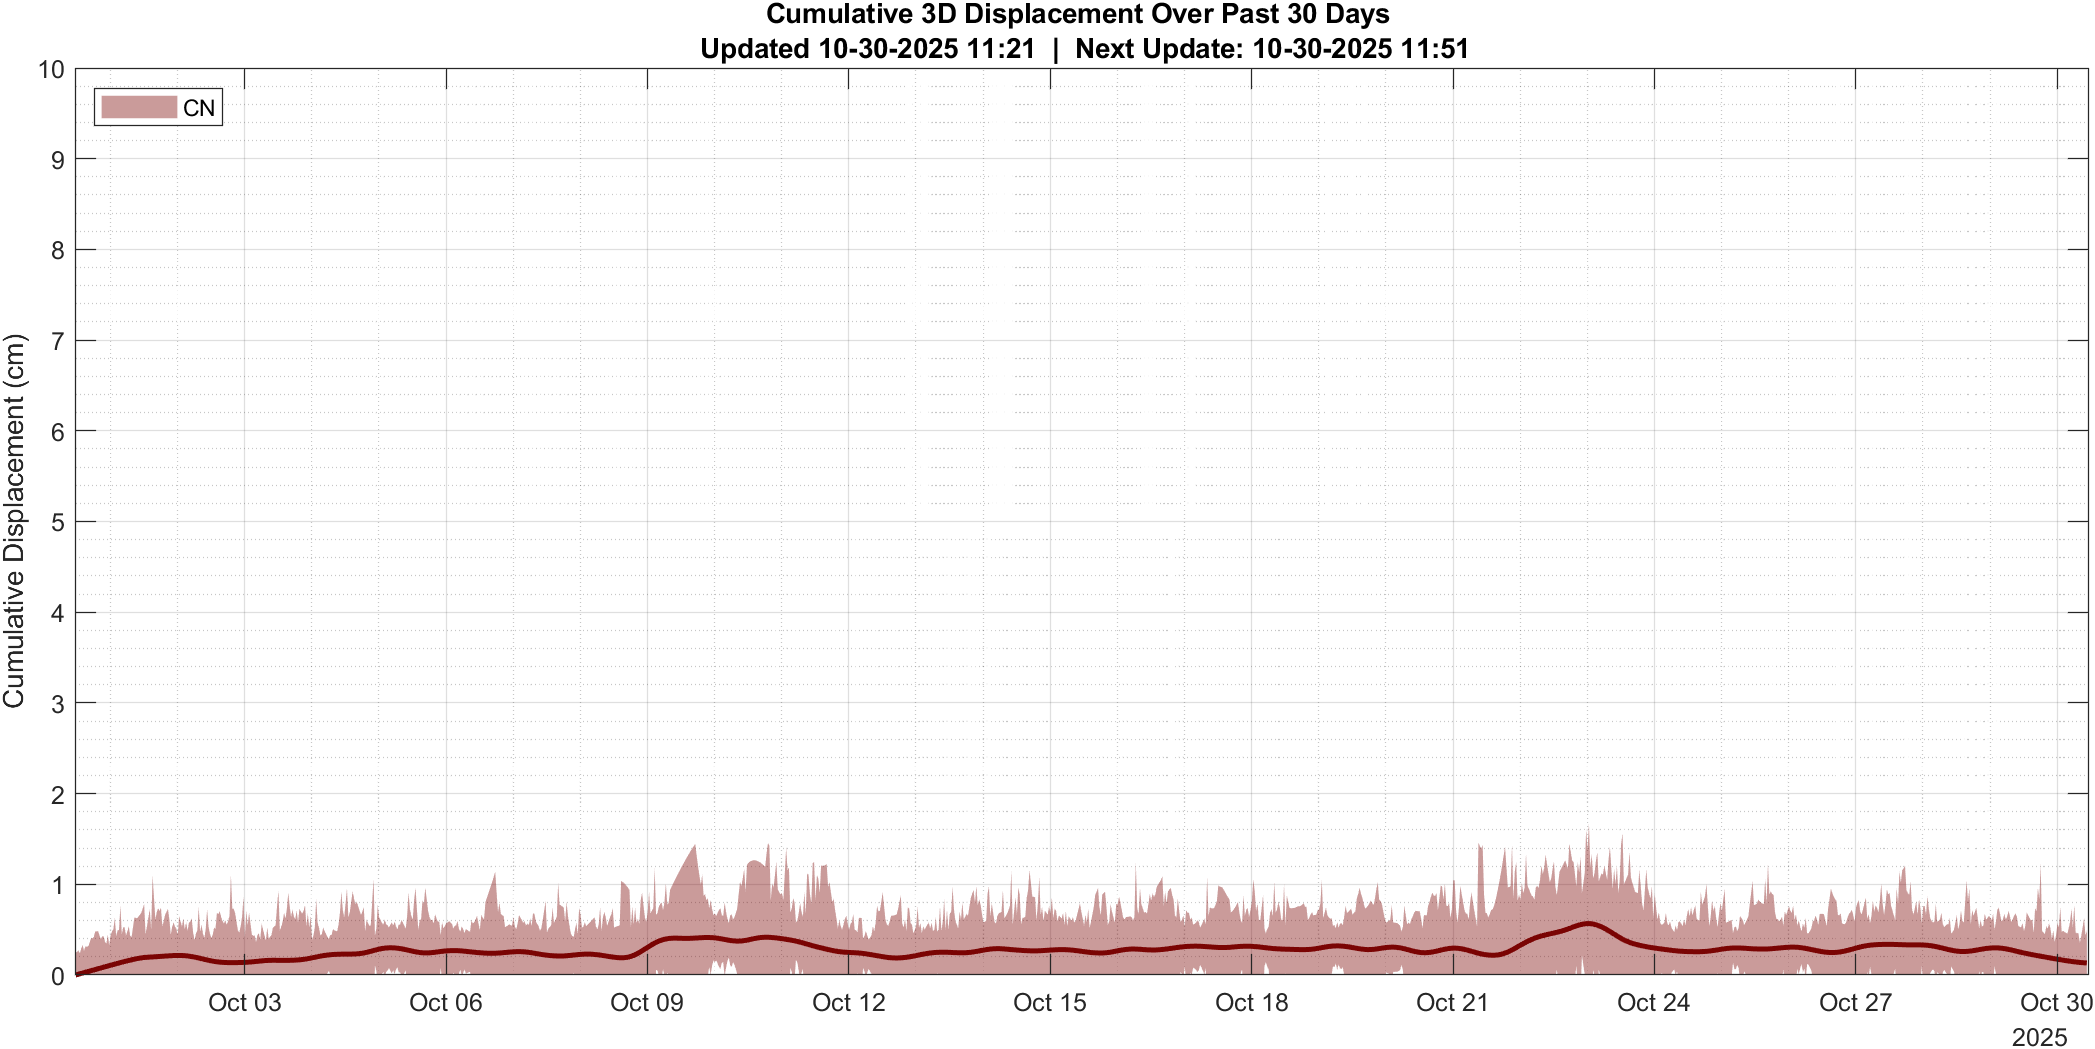 Cumulative 3D Displacement Over Past 30 Days
Updated 10-30-2025 11:21 | Next Update: 10-30-2025 11:51
CN
Cumulative Displacement (cm)
10
9
8
7
6
5
4
3
2
1
0
Oct 03 Oct 06 Oct 09 Oct 12 Oct 15 Oct 18 Oct 21 Oct 24 Oct 27 Oct 30
2025